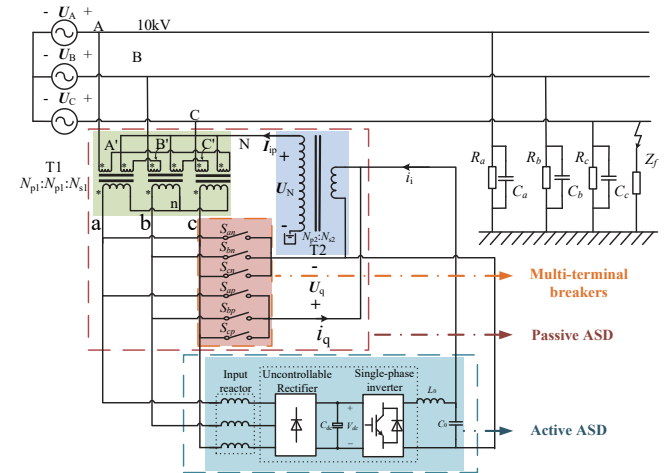 - U_A + A 10kV
- U_B + B
- U_C + C
T1
N_p1:N_p1:N_s1
A' B' C' N
I_ip
+
U_N
-
N_p2:N_s2
T2
i_i
R_a C_a R_b C_b R_c C_c Z_f
n
a b c
S_an
S_bn
S_cn
S_ap
S_bp
S_cp
-
U_q
+
i_q
Multi-terminal
breakers
Passive ASD
Input
reactor
Uncontrollable
Rectifier
Single-phase
inverter
L_0
C_dc + V_dc −
C_0
Active ASD